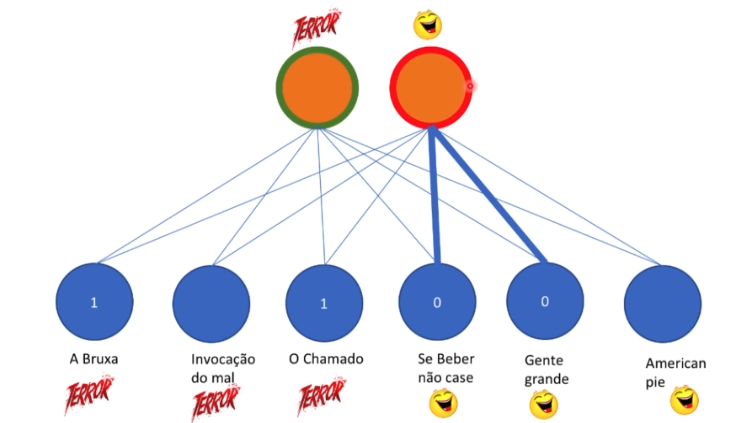 TERROR
1
1
0
0
A Bruxa
Invocação
do mal
O Chamado
Se Beber
não case
Gente
grande
American
pie
TERROR
TERROR
TERROR